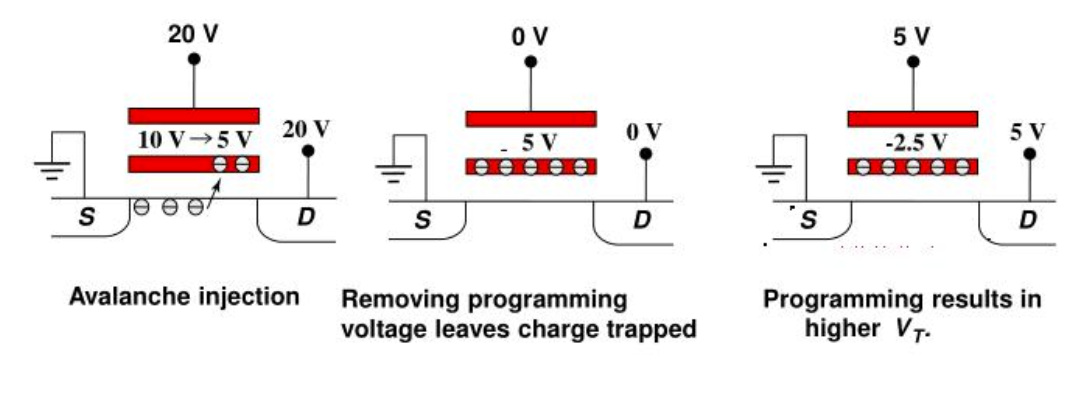 20 V
10 V→5 V
20 V
S
D
Avalanche injection
0 V
- 5 V
0 V
S
D
Removing programming
voltage leaves charge trapped
5 V
-2.5 V
5 V
S
D
Programming results in
higher V_T.